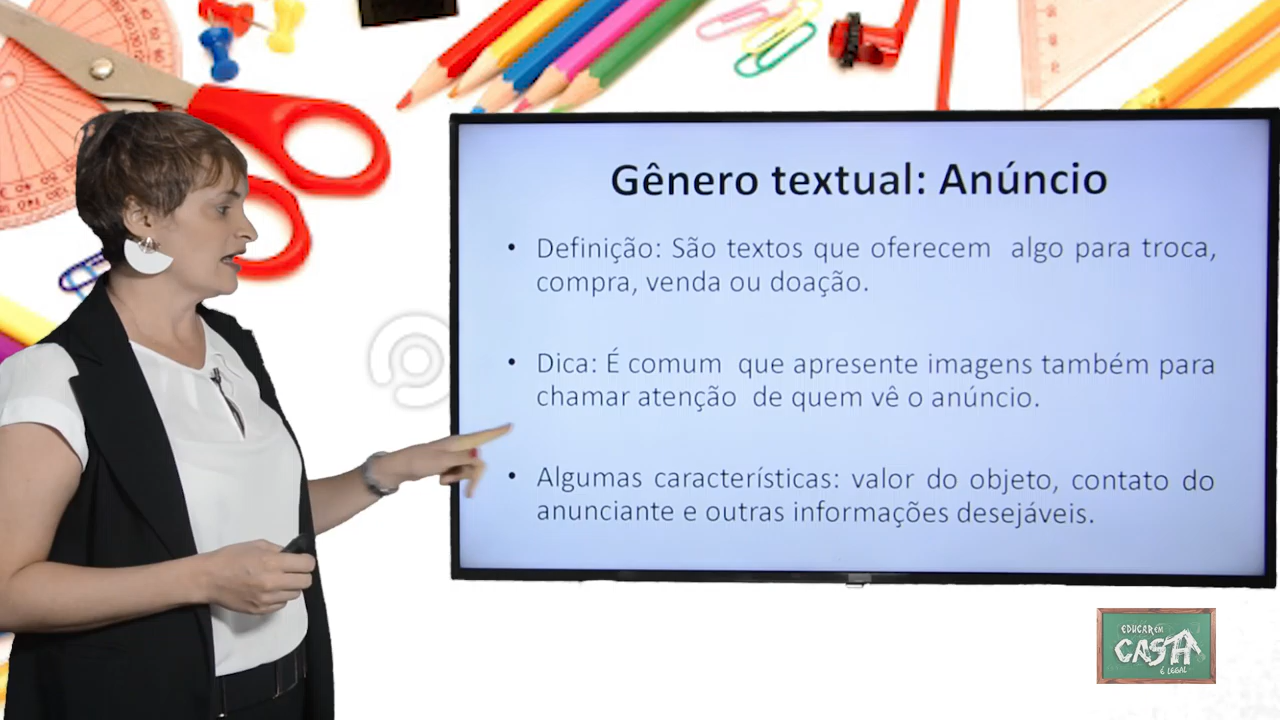 Gênero textual: Anúncio
• Definição: São textos que oferecem algo para troca,
compra, venda ou doação.
• Dica: É comum que apresente imagens também para
chamar atenção de quem vê o anúncio.
• Algumas características: valor do objeto, contato do
anunciante e outras informações desejáveis.
EDUCAR EM
CASA
É LEGAL